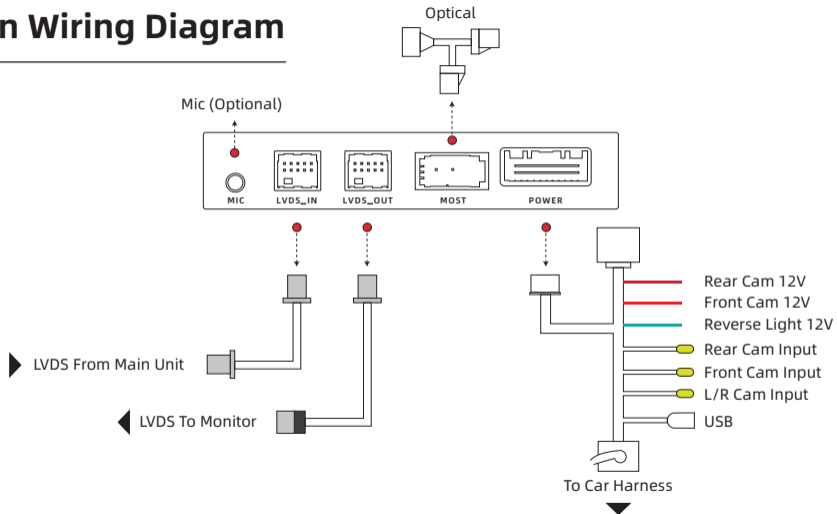 n Wiring Diagram
Optical
Mic (Optional)
MIC
LVDS_IN
LVDS_OUT
MOST
POWER
Rear Cam 12V
Front Cam 12V
Reverse Light 12V
Rear Cam Input
Front Cam Input
L/R Cam Input
USB
LVDS From Main Unit
LVDS To Monitor
To Car Harness